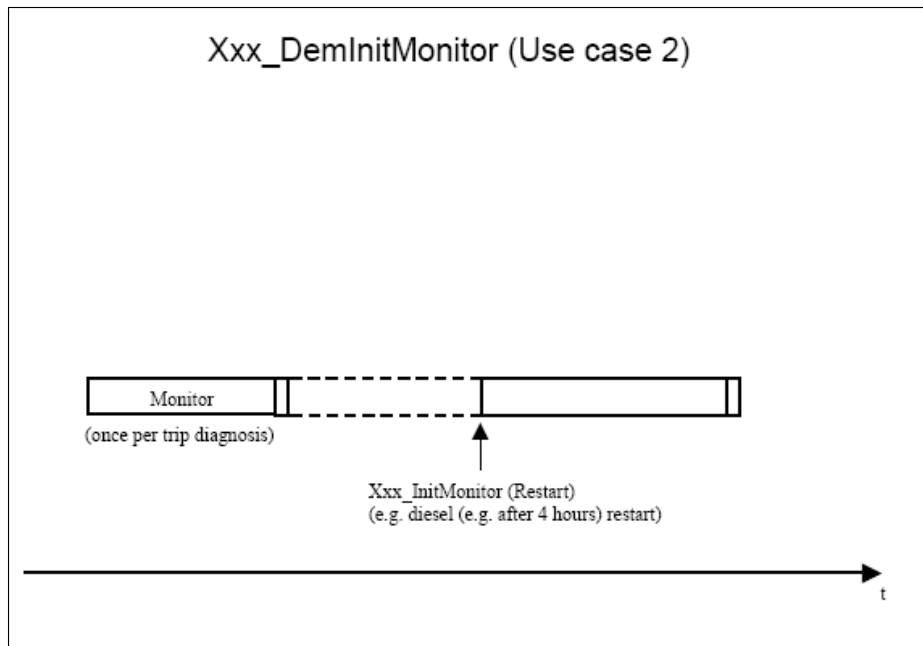 Xxx_DemInitMonitor (Use case 2)
Monitor
(once per trip diagnosis)
Xxx_InitMonitor (Restart)
(e.g. diesel (e.g. after 4 hours) restart)
t